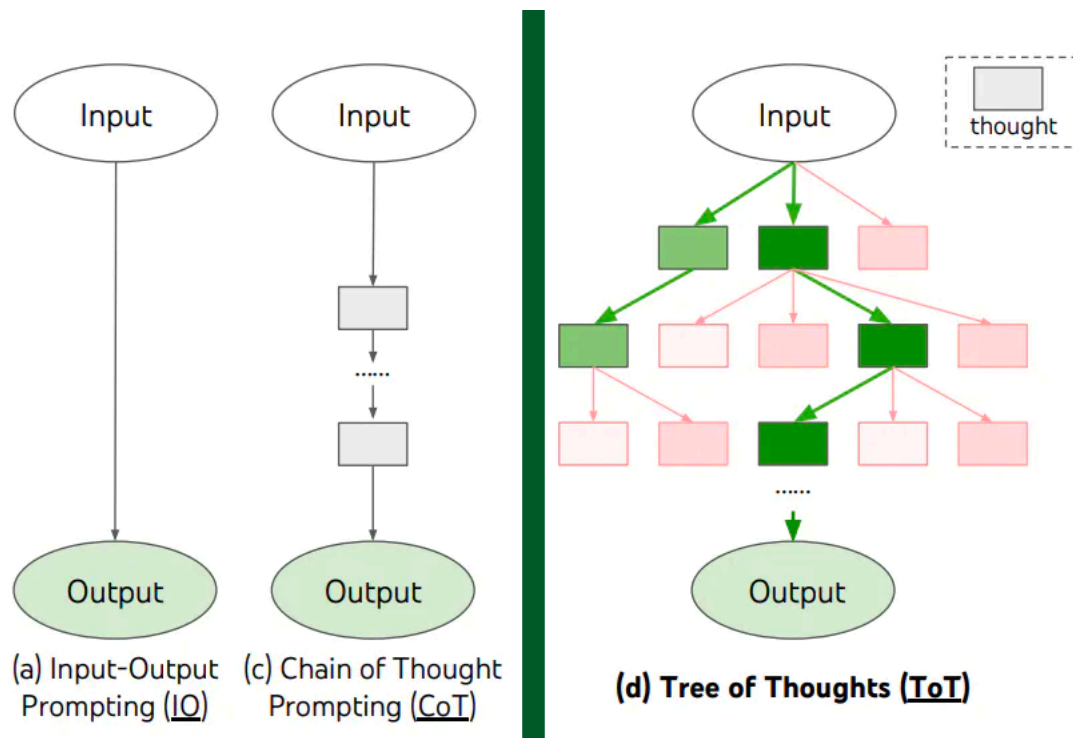 Input
......
Output
(a) Input-Output
Prompting (IO)
Input
......
Output
(c) Chain of Thought
Prompting (CoT)
Input
thought
......
Output
(d) Tree of Thoughts (ToT)